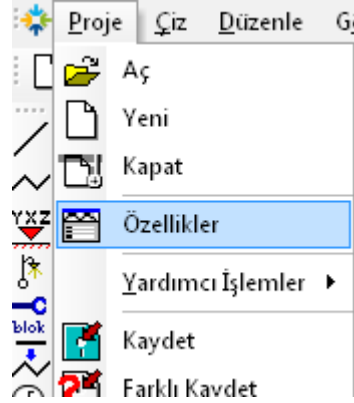 Proje Çiz Düzenle
Aç
Yeni
Kapat
YXZ
Özellikler
Yardımcı İşlemler
blok
Kaydet
Farklı Kaydet